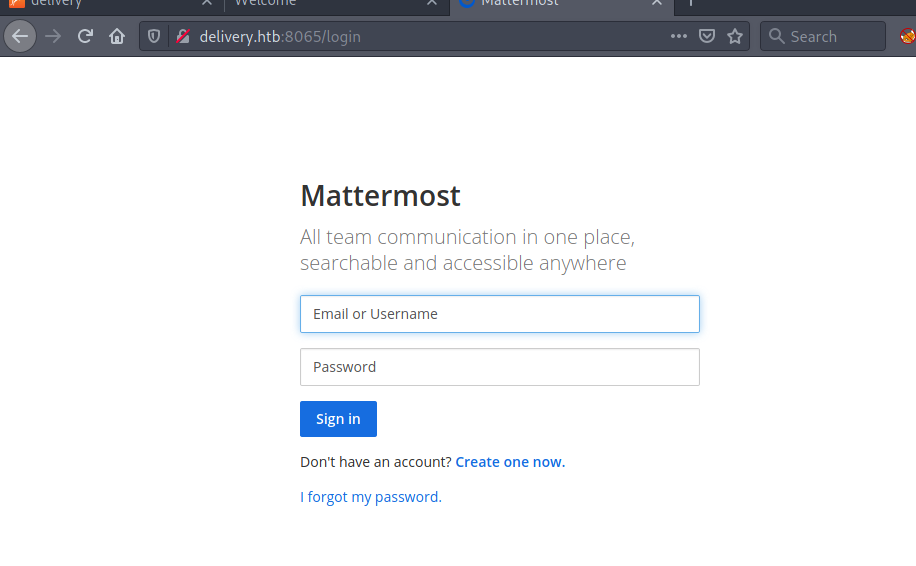 delivery
Welcome
Mattermost
delivery.htb:8065/login
Search
Mattermost
All team communication in one place,
searchable and accessible anywhere
Email or Username
Password
Sign in
Don't have an account? Create one now.
I forgot my password.